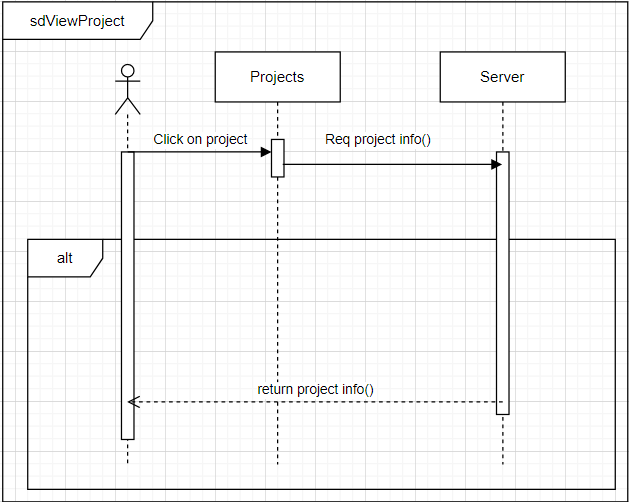 sdViewProject
Projects
Server
Click on project
Req project info()
alt
return project info()